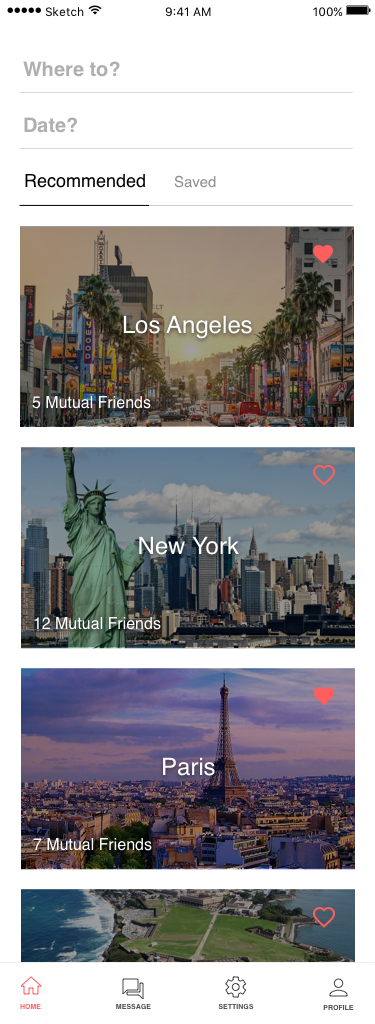 Sketch 9:41 AM 100%
Where to?
Date?
Recommended Saved
Los Angeles
5 Mutual Friends
New York
12 Mutual Friends
Paris
7 Mutual Friends
HOME MESSAGE SETTINGS PROFILE